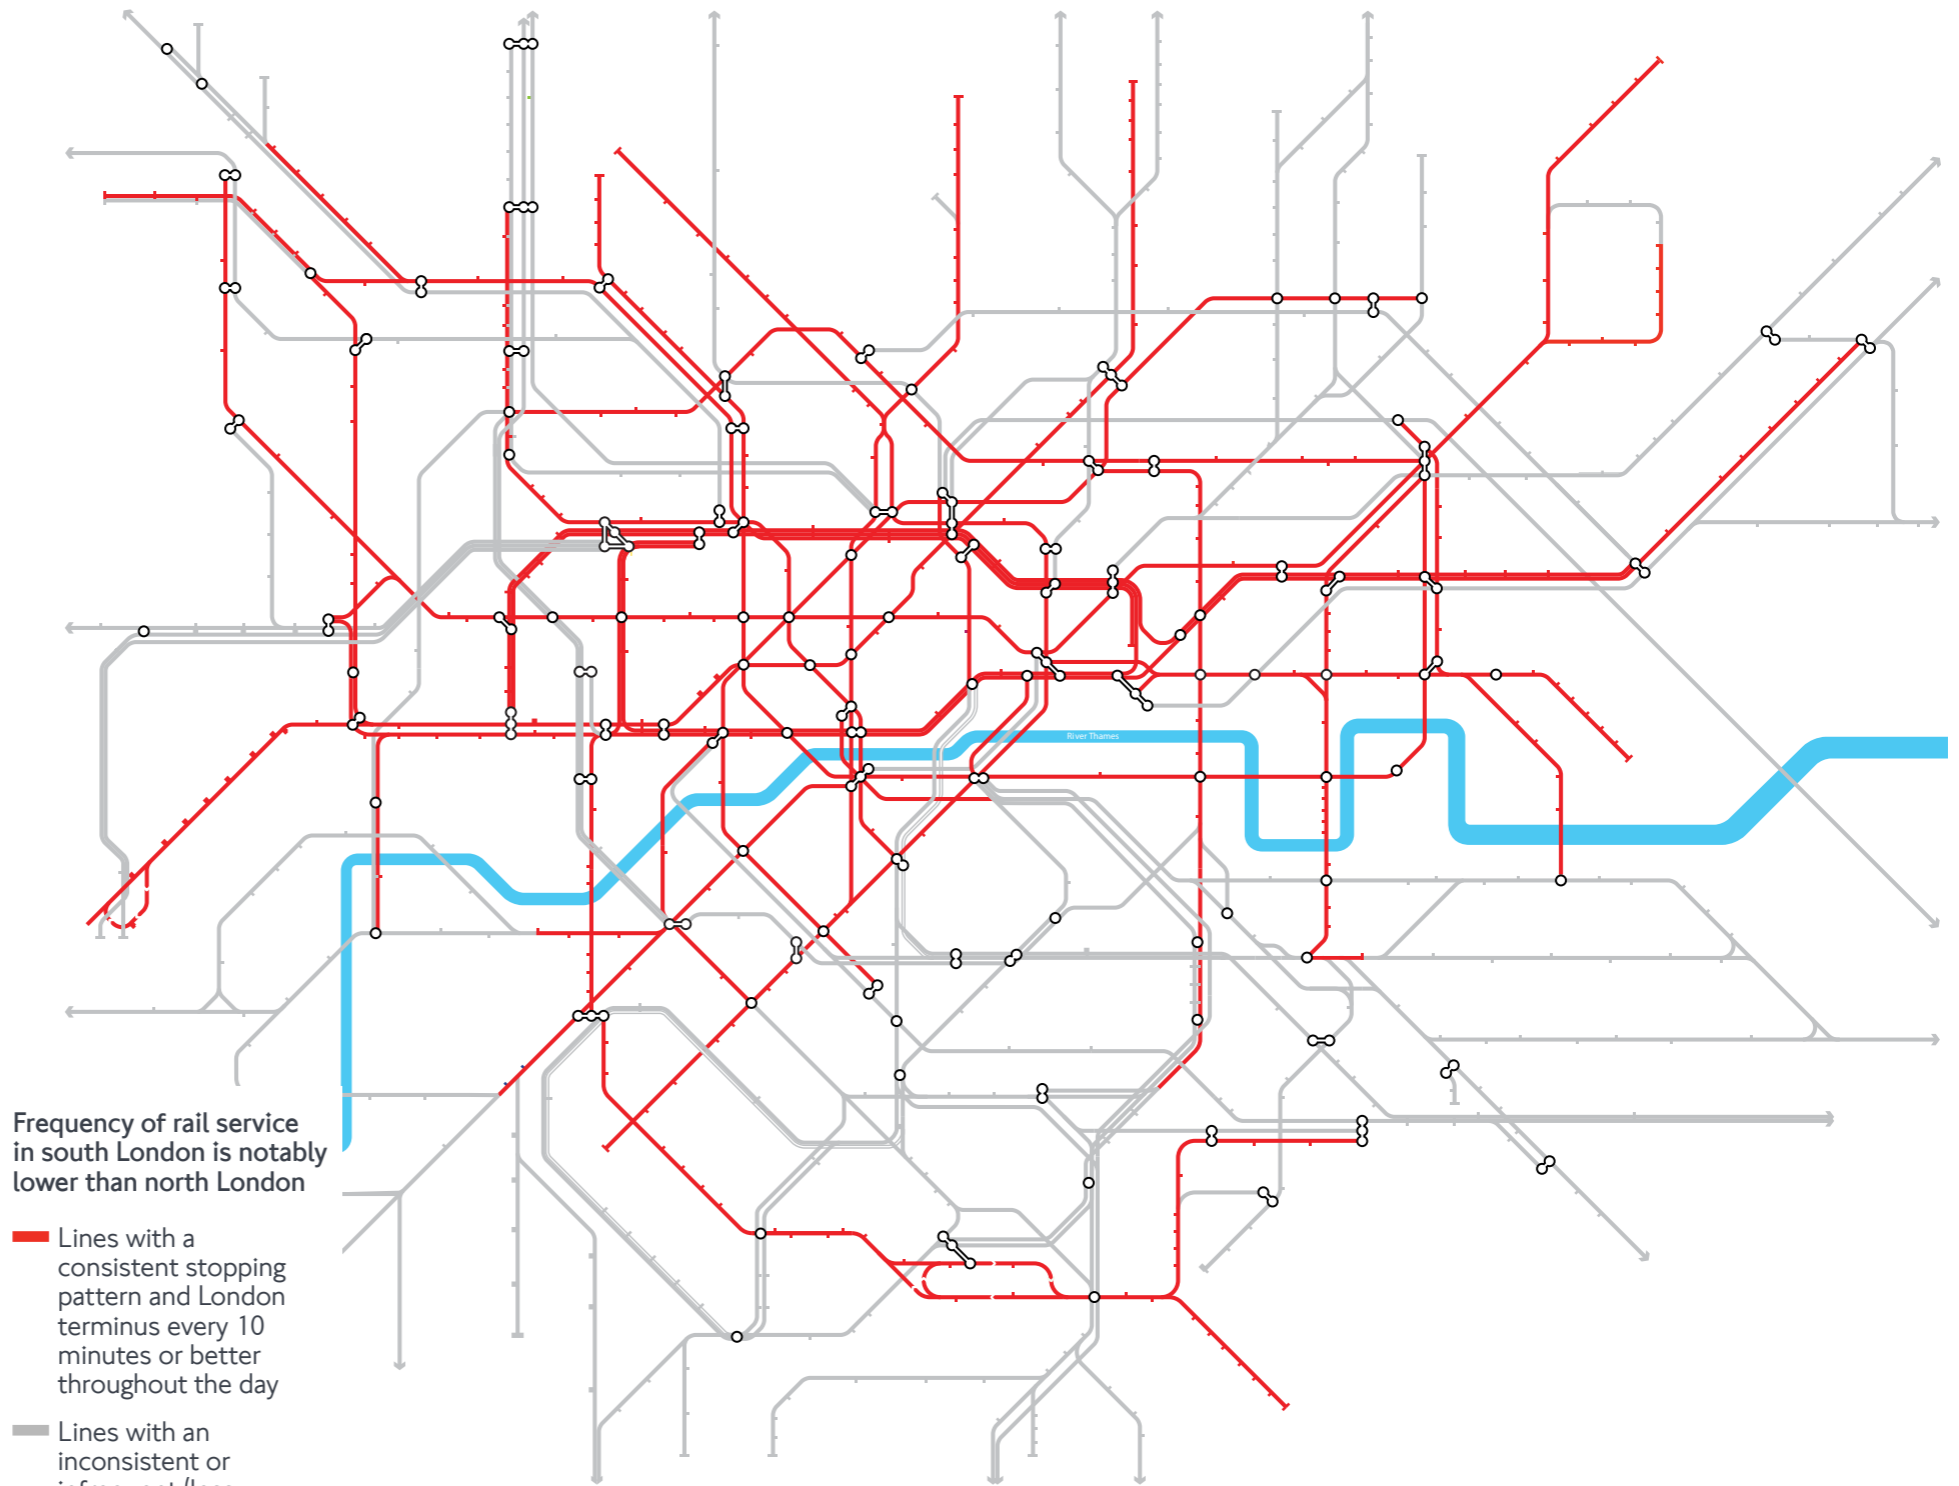 River Thames
Frequency of rail service
in south London is notably
lower than north London
Lines with a
consistent stopping
pattern and London
terminus every 10
minutes or better
throughout the day
Lines with an
inconsistent or